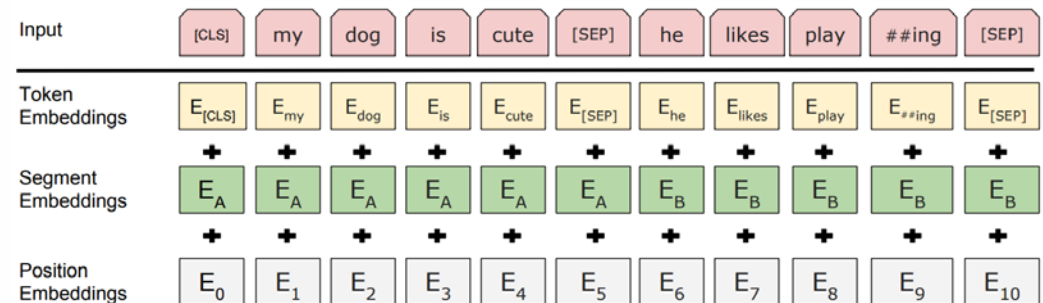 Input [CLS] my dog is cute [SEP] he likes play ##ing [SEP]
Token
Embeddings E[CLS] Emy Edog Eis Ecute E[SEP] Ehe Elikes Eplay E##ing E[SEP]
+ + + + + + + + + + +
Segment
Embeddings EA EA EA EA EA EA EB EB EB EB EB
+ + + + + + + + + + +
Position
Embeddings E0 E1 E2 E3 E4 E5 E6 E7 E8 E9 E10